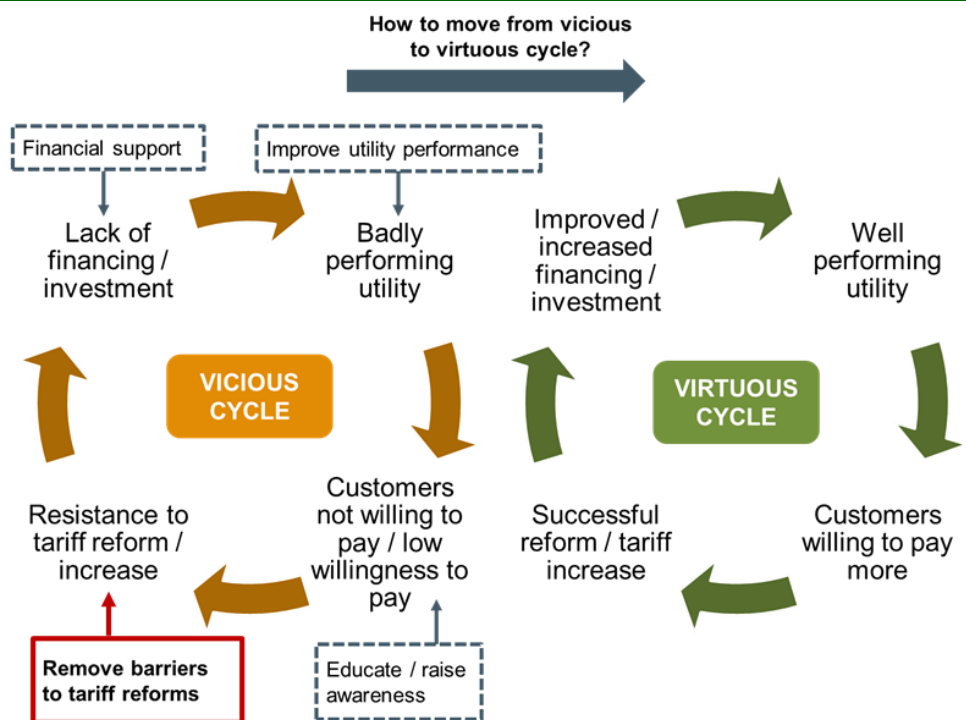 How to move from vicious
to virtuous cycle?
Financial support
Improve utility performance
Lack of
financing /
investment
Badly
performing
utility
Improved /
increased
financing /
investment
Well
performing
utility
VICIOUS
CYCLE
VIRTUOUS
CYCLE
Resistance to
tariff reform /
increase
Customers
not willing to
pay / low
willingness to
pay
Successful
reform / tariff
increase
Customers
willing to pay
more
Remove barriers
to tariff reforms
Educate / raise
awareness